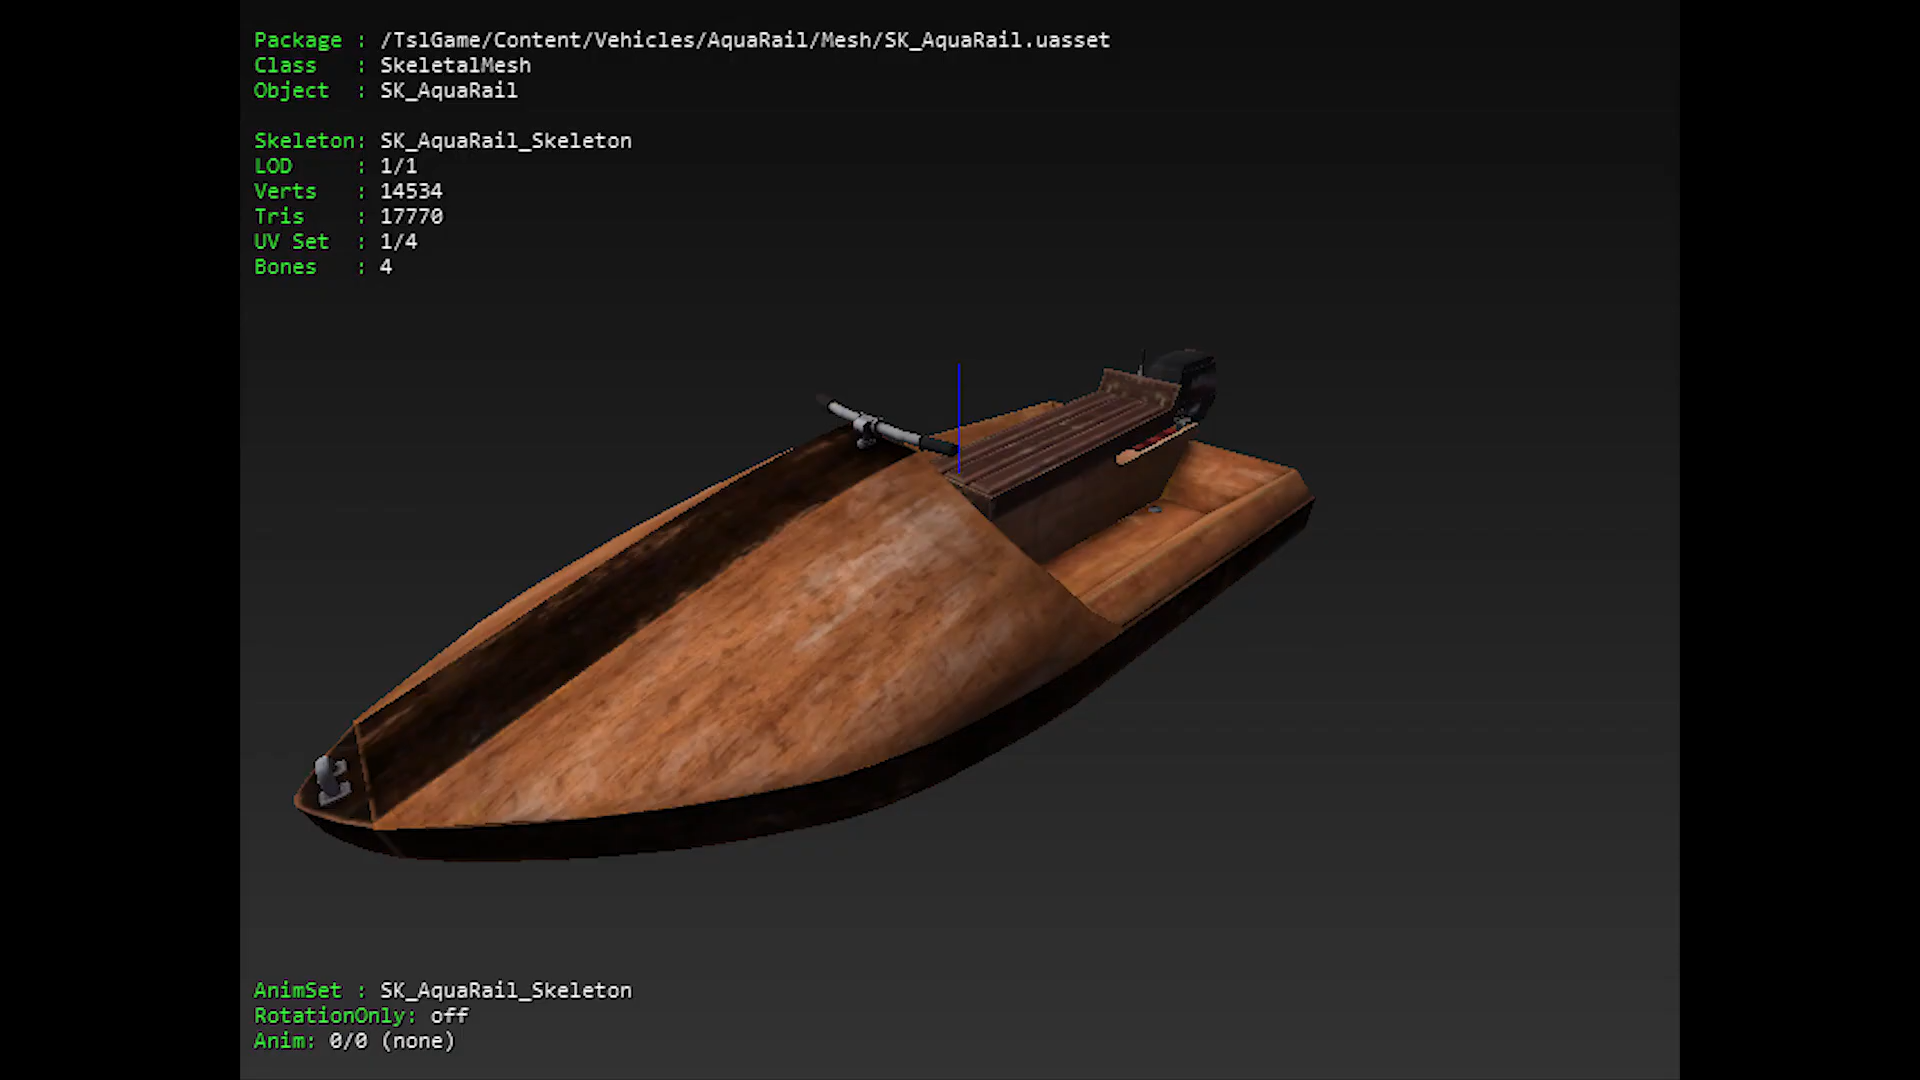 Package : /TslGame/Content/Vehicles/AquaRail/Mesh/SK_AquaRail.uasset
Class : SkeletalMesh
Object : SK_AquaRail
Skeleton: SK_AquaRail_Skeleton
LOD : 1/1
Verts : 14534
Tris : 17770
UV Set : 1/4
Bones : 4
AnimSet : SK_AquaRail_Skeleton
RotationOnly: off
Anim: 0/0 (none)